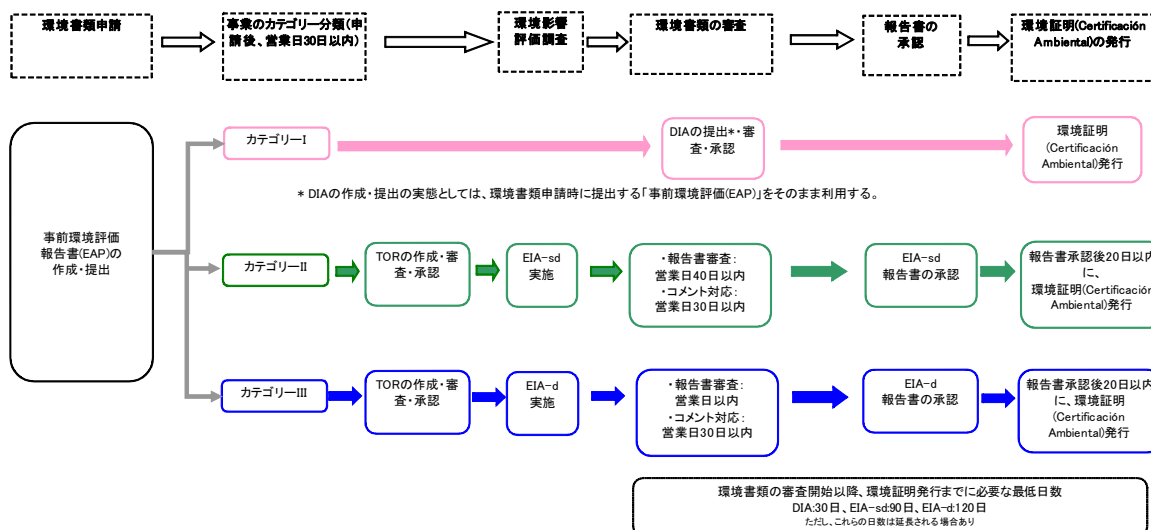 環境書類申請
事業のカテゴリー分類(申
請後、営業日30日以内)
環境影響
評価調査
環境書類の審査
報告書の
承認
環境証明(Certificación
Ambiental)の発行
事前環境評価
報告書(EAP)の
作成・提出
カテゴリーI
DIAの提出*・審
査・承認
環境証明
(Certificación
Ambiental)発行
* DIAの作成・提出の実態としては、環境書類申請時に提出する「事前環境評価(EAP)」をそのまま利用する。
カテゴリーII
TORの作成・審
査・承認
EIA-sd
実施
・報告書審査:
営業日40日以内
・コメント対応:
営業日30日以内
EIA-sd
報告書の承認
報告書承認後20日以内
に、
環境証明(Certificación
Ambiental)発行
カテゴリーIII
TORの作成・審
査・承認
EIA-d
実施
・報告書審査:
営業日以内
・コメント対応:
営業日30日以内
EIA-d
報告書の承認
報告書承認後20日以内
に、環境証明
(Certificación
Ambiental)発行
環境書類の審査開始以降、環境証明発行までに必要な最低日数
DIA:30日、EIA-sd:90日、EIA-d:120日
ただし、これらの日数は延長される場合あり